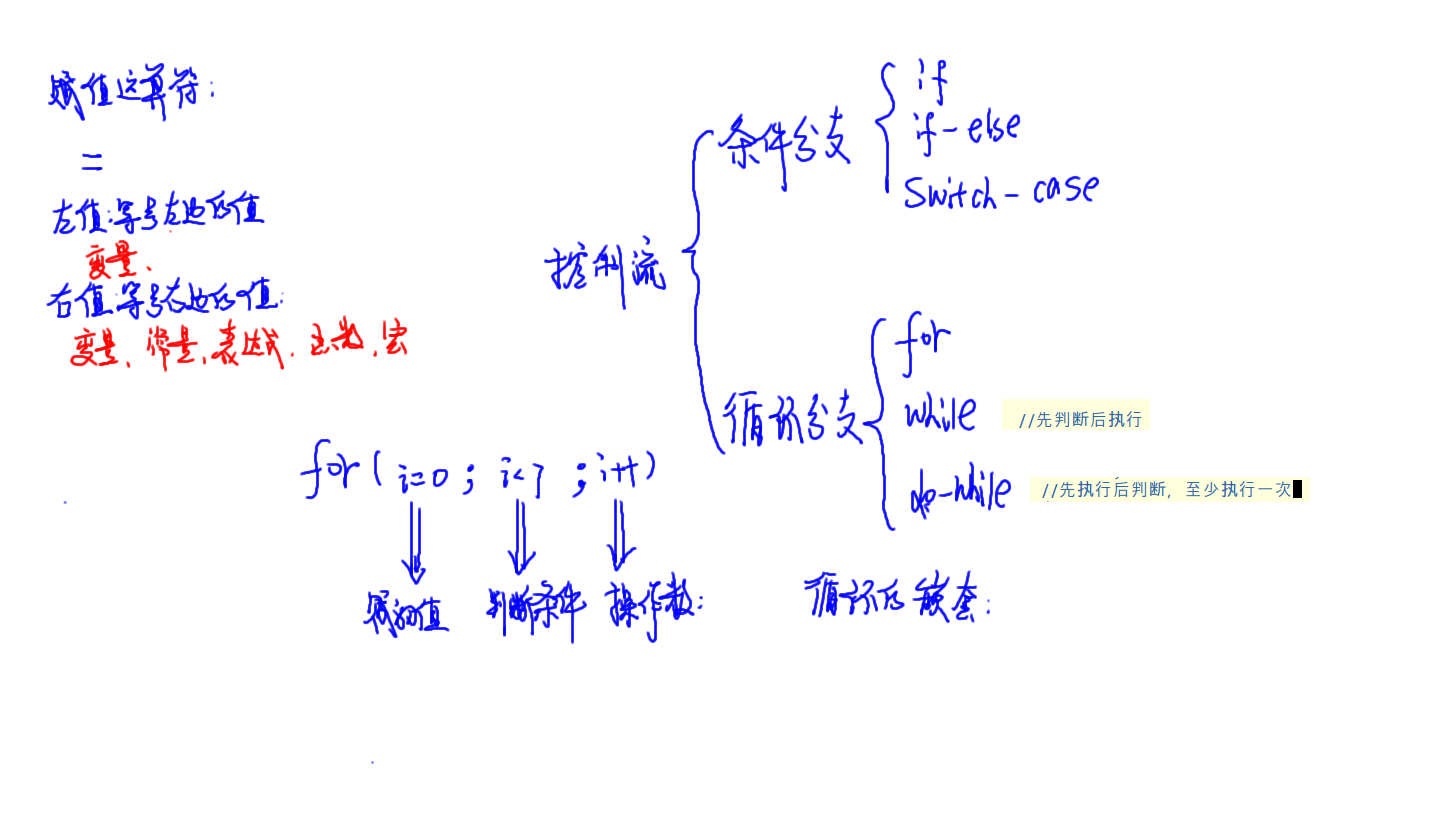 赋值运算符:
=
左值:等号左边的值
变量、
右值:等号右边的值:
变量、常量、表达式、函数、宏
控制流
条件分支
if
if-else
Switch-case
循环分支
for
while //先判断后执行
do-while //先执行后判断,至少执行一次
for(i=0;i<7;i++)
赋初值 判断条件 操作数:
循环的嵌套: